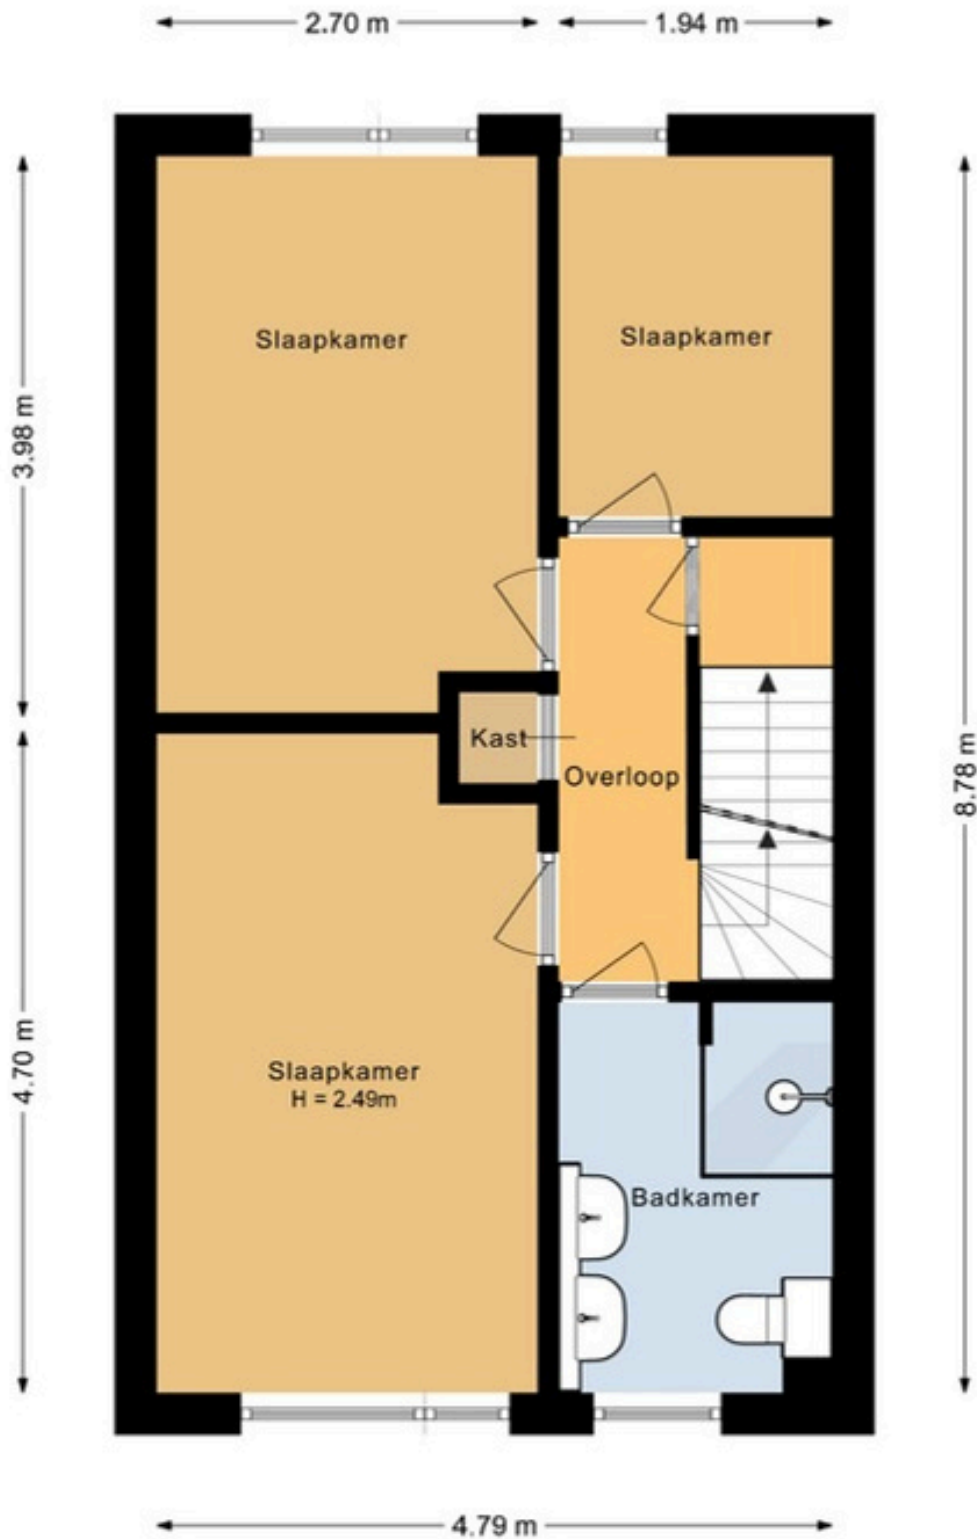 2.70 m
1.94 m
Slaapkamer
Slaapkamer
3.98 m
Kast
Overloop
8.78 m
4.70 m
Slaapkamer
H = 2.49m
Badkamer
4.79 m